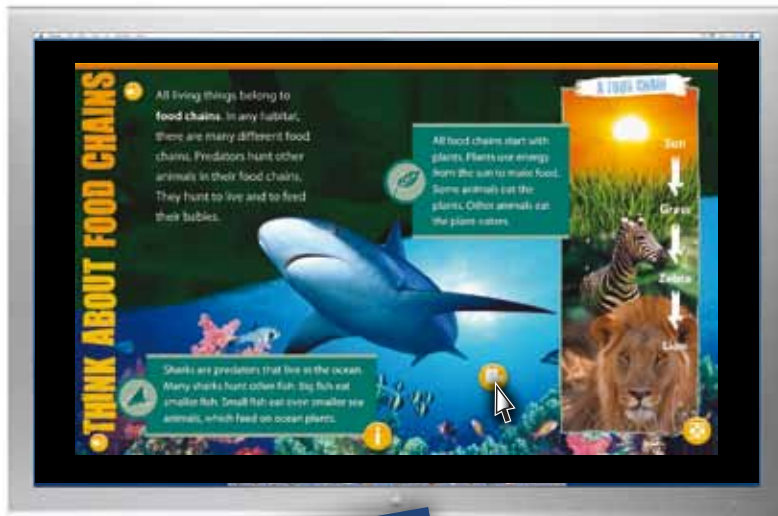 THINK ABOUT FOOD CHAINS
All living things belong to
food chains. In any habitat,
there are many different food
chains. Predators hunt other
animals in their food chains.
They hunt to live and to feed
their babies.
All food chains start with
plants. Plants use energy
from the sun to make food.
Some animals eat the
plants. Other animals eat
the plant-eaters.
A FOOD CHAIN
Sun
Grass
Zebra
Lion
Sharks are predators that live in the ocean.
Many sharks hunt other fish. Big fish eat
smaller fish. Small fish eat even smaller sea
animals, which feed on ocean plants.
i